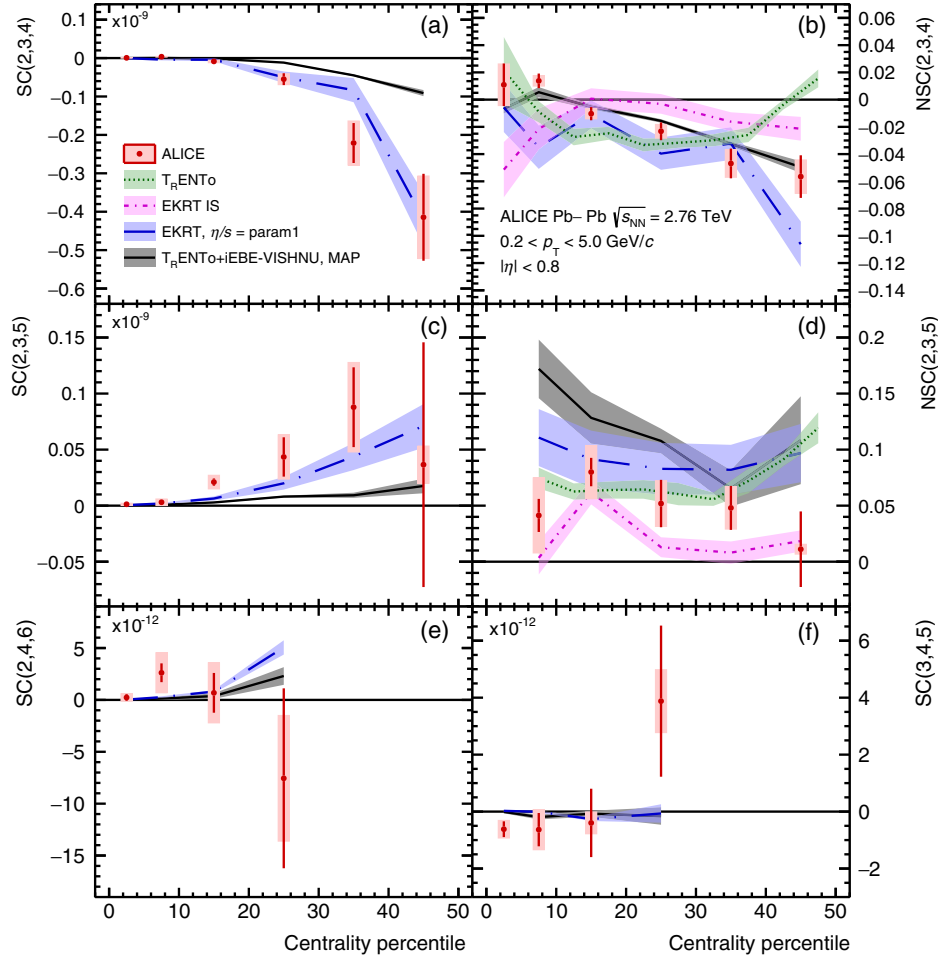 x10⁻⁹
(a)
SC(2,3,4)
0.1
0
−0.1
−0.2
−0.3
−0.4
−0.5
−0.6
ALICE
TRENTo
EKRT IS
EKRT, η/s = param1
TRENTo+iEBE-VISHNU, MAP
(b)
NSC(2,3,4)
0.06
0.04
0.02
0
−0.02
−0.04
−0.06
−0.08
−0.1
−0.12
−0.14
ALICE Pb– Pb √sNN = 2.76 TeV
0.2 < pT < 5.0 GeV/c
|η| < 0.8
x10⁻⁹
(c)
SC(2,3,5)
0.15
0.1
0.05
0
−0.05
(d)
NSC(2,3,5)
0.2
0.15
0.1
0.05
0
x10⁻¹²
(e)
SC(2,4,6)
5
0
−5
−10
−15
x10⁻¹²
(f)
SC(3,4,5)
6
4
2
0
−2
0 10 20 30 40 50
0 10 20 30 40 50
Centrality percentile
Centrality percentile